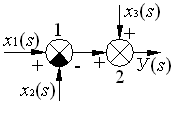 x₃(s)
1
x₁(s) + - + + y(s)
2
x₂(s)